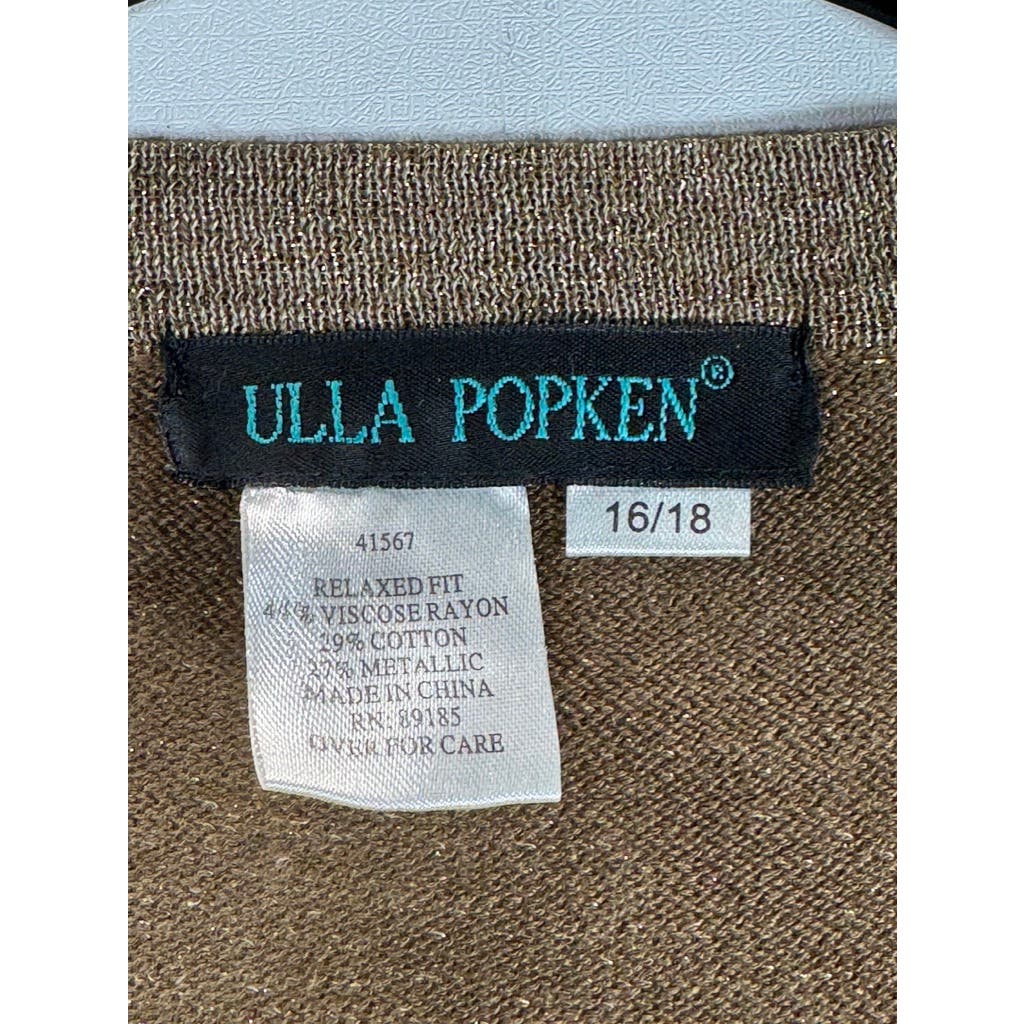 ULLA POPKEN®
16/18
41567
RELAXED FIT
44% VISCOSE RAYON
29% COTTON
27% METALLIC
MADE IN CHINA
RN: 89185
OVER FOR CARE